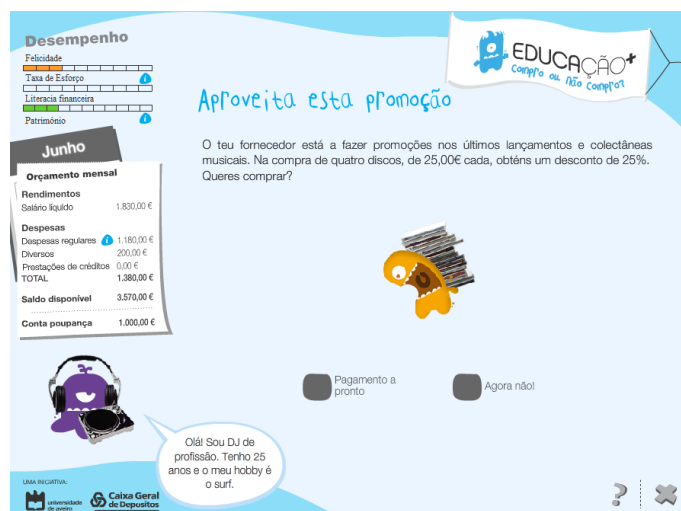 Desempenho
Felicidade
Taxa de Esforço
i
Literacia financeira
Património
i
Junho
Orçamento mensal
Rendimentos
Salário líquido 1.830,00 €
Despesas
Despesas regulares i 1.180,00 €
Diversos 200,00 €
Prestações de créditos 0,00 €
TOTAL 1.380,00 €
Saldo disponível 3.570,00 €
Conta poupança 1.000,00 €
EDUCAÇÃO+
Compro ou não compro?
Aproveita esta promoção
O teu fornecedor está a fazer promoções nos últimos lançamentos e colectâneas
musicais. Na compra de quatro discos, de 25,00€ cada, obténs um desconto de 25%.
Queres comprar?
Pagamento a
pronto
Agora não!
Olá! Sou DJ de
profissão. Tenho 25
anos e o meu hobby é
o surf.
UMA INICIATIVA:
universidade
de aveiro
Caixa Geral
de Depositos
?